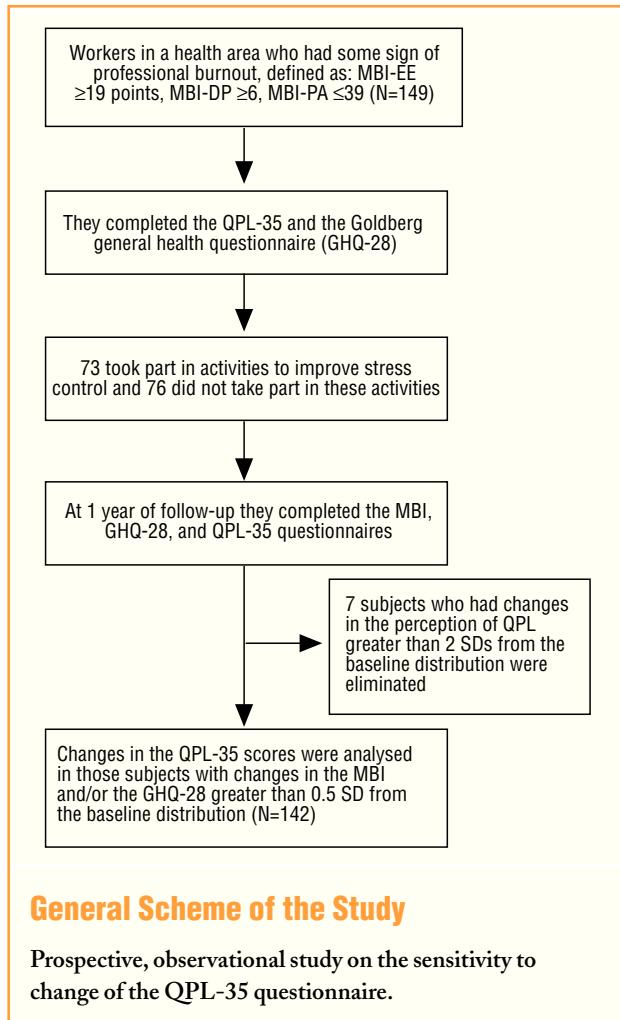 Workers in a health area who had some sign of
professional burnout, defined as: MBI-EE
≥19 points, MBI-DP ≥6, MBI-PA ≤39 (N=149)
They completed the QPL-35 and the Goldberg
general health questionnaire (GHQ-28)
73 took part in activities to improve stress
control and 76 did not take part in these activities
At 1 year of follow-up they completed the MBI,
GHQ-28, and QPL-35 questionnaires
7 subjects who had changes
in the perception of QPL
greater than 2 SDs from the
baseline distribution were
eliminated
Changes in the QPL-35 scores were analysed
in those subjects with changes in the MBI
and/or the GHQ-28 greater than 0.5 SD from
the baseline distribution (N=142)
General Scheme of the Study
Prospective, observational study on the sensitivity to
change of the QPL-35 questionnaire.